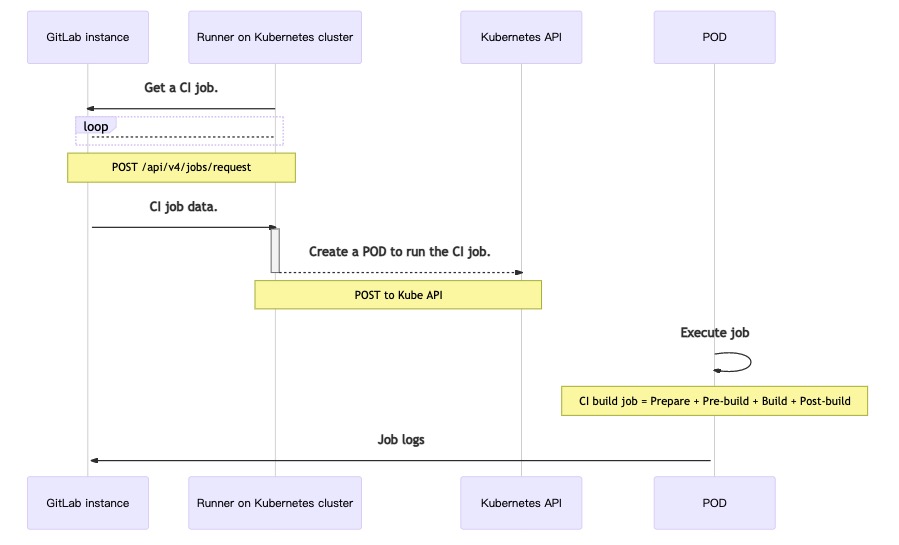 GitLab instance
Runner on Kubernetes cluster
Kubernetes API
POD
Get a CI job.
loop
POST /api/v4/jobs/request
CI job data.
Create a POD to run the CI job.
POST to Kube API
Execute job
CI build job = Prepare + Pre-build + Build + Post-build
Job logs
GitLab instance
Runner on Kubernetes cluster
Kubernetes API
POD